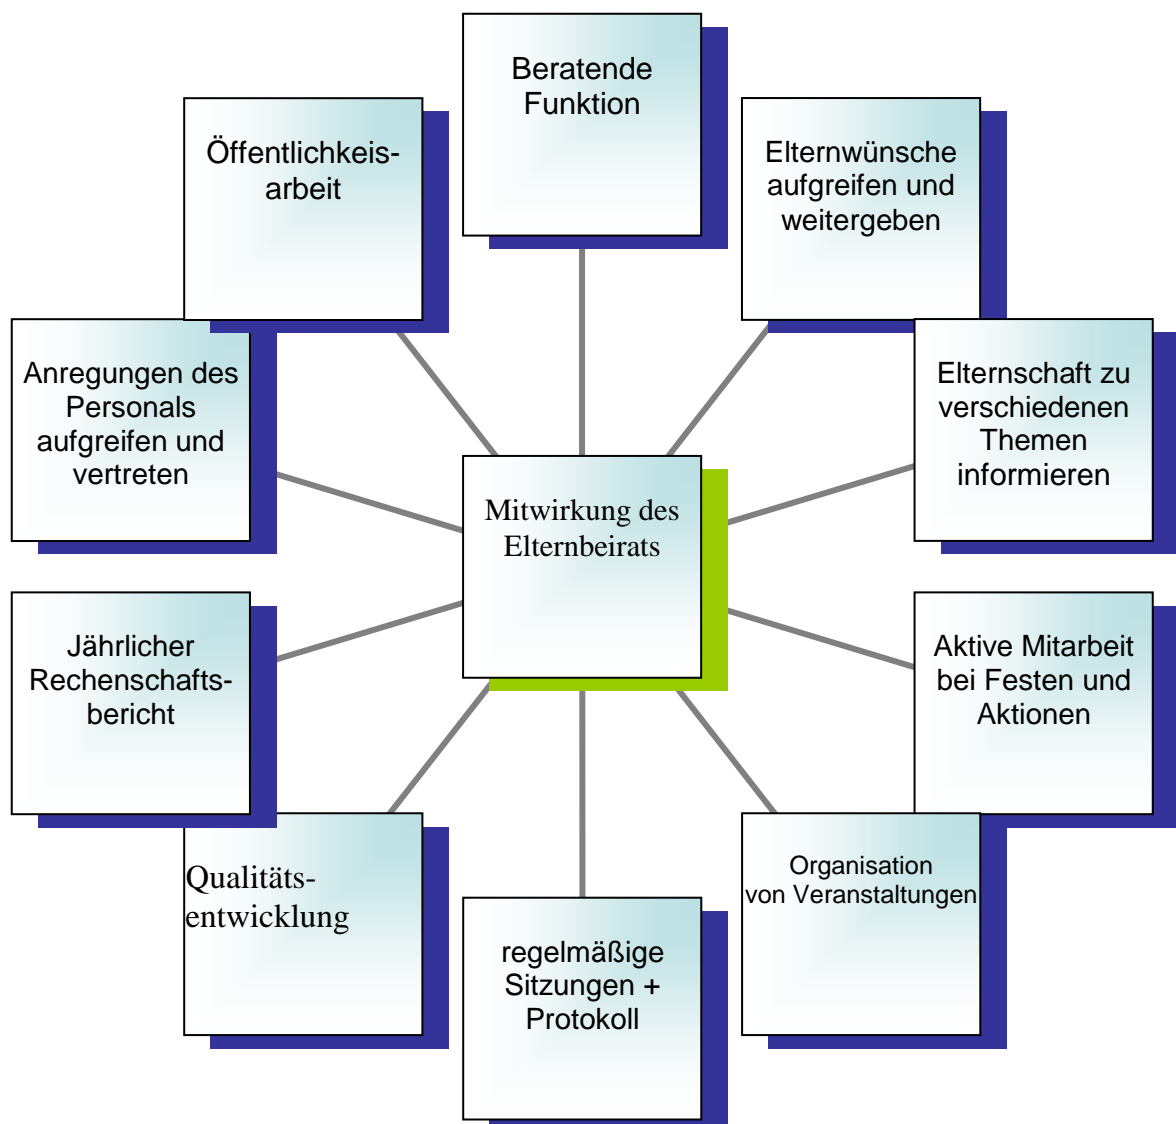 Beratende
Funktion
Öffentlichkeis-
arbeit
Elternwünsche
aufgreifen und
weitergeben
Anregungen des
Personals
aufgreifen und
vertreten
Elternschaft zu
verschiedenen
Themen
informieren
Mitwirkung des
Elternbeirats
Jährlicher
Rechenschafts-
bericht
Aktive Mitarbeit
bei Festen und
Aktionen
Qualitäts-
entwicklung
Organisation
von Veranstaltungen
regelmäßige
Sitzungen +
Protokoll